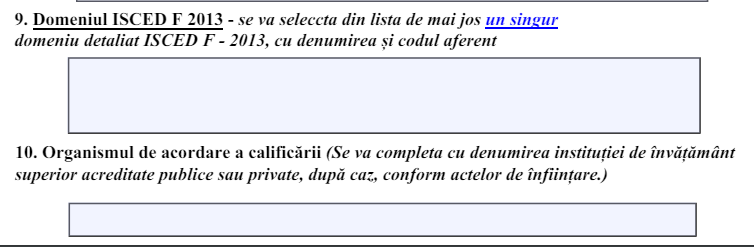 9. Domeniul ISCED F 2013 - se va seleccta din lista de mai jos un singur
domeniu detaliat ISCED F - 2013, cu denumirea și codul aferent
10. Organismul de acordare a calificării (Se va completa cu denumirea instituției de învățământ
superior acreditate publice sau private, după caz, conform actelor de înființare.)